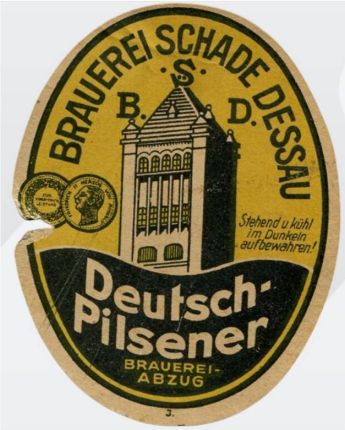 BRAUEREI SCHADE DESSAU
·S·
B. D.
Stehend u. kühl
im Dunkeln
aufbewahren!
Deutsch-
Pilsener
BRAUEREI-
ABZUG
3.